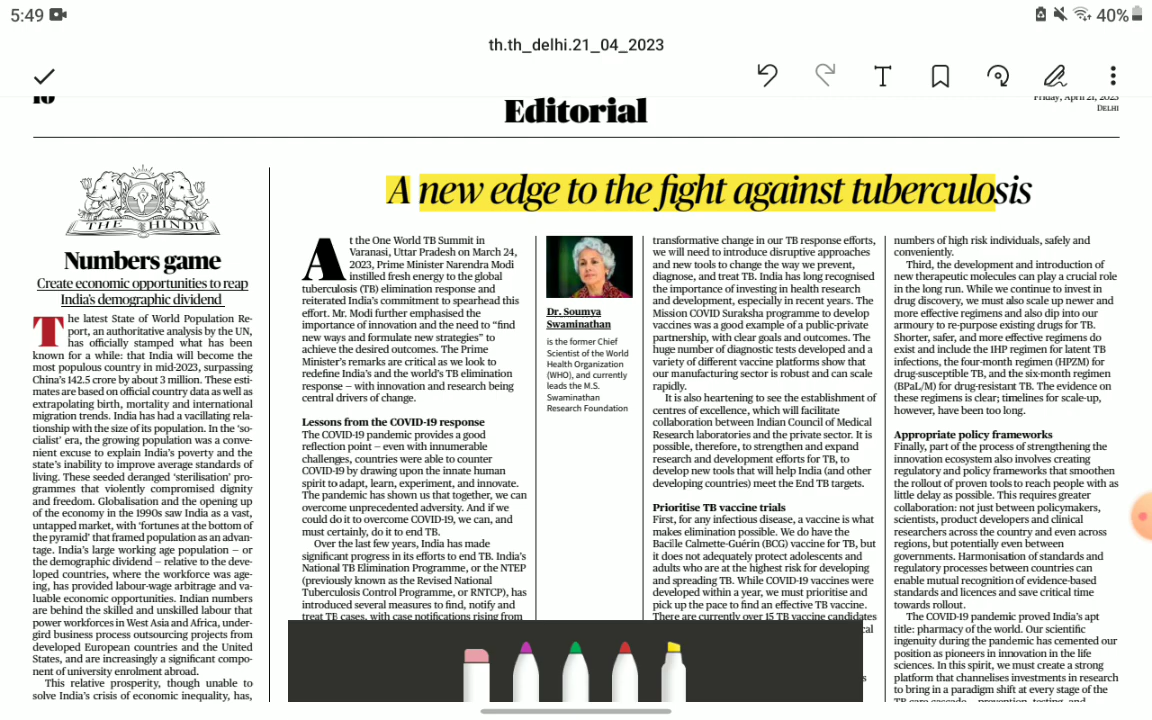 5:49
40%
th.th_delhi.21_04_2023
10
Editorial
Friday, April 21, 2023
DELHI
THE HINDU
Numbers game
Create economic opportunities to reap
India's demographic dividend
The latest State of World Population Re-
port, an authoritative analysis by the UN,
has officially stamped what has been
known for a while: that India will become the
most populous country in mid-2023, surpassing
China's 142.5 crore by about 3 million. These esti-
mates are based on official country data as well as
extrapolating birth, mortality and international
migration trends. India has had a vacillating rela-
tionship with the size of its population. In the 'so-
cialist' era, the growing population was a conve-
nient excuse to explain India's poverty and the
state's inability to improve average standards of
living. These seeded deranged 'sterilisation' pro-
grammes that violently compromised dignity
and freedom. Globalisation and the opening up
of the economy in the 1990s saw India as a vast,
untapped market, with 'fortunes at the bottom of
the pyramid' that framed population as an advan-
tage. India's large working age population – or
the demographic dividend – relative to the deve-
loped countries, where the workforce was age-
ing, has provided labour-wage arbitrage and va-
luable economic opportunities. Indian numbers
are behind the skilled and unskilled labour that
power workforces in West Asia and Africa, under-
gird business process outsourcing projects from
developed European countries and the United
States, and are increasingly a significant compo-
nent of university enrolment abroad.
This relative prosperity, though unable to
solve India's crisis of economic inequality, has,
A new edge to the fight against tuberculosis
At the One World TB Summit in
Varanasi, Uttar Pradesh on March 24,
2023, Prime Minister Narendra Modi
instilled fresh energy to the global
tuberculosis (TB) elimination response and
reiterated India's commitment to spearhead this
effort. Mr. Modi further emphasised the
importance of innovation and the need to "find
new ways and formulate new strategies" to
achieve the desired outcomes. The Prime
Minister's remarks are critical as we look to
redefine India's and the world's TB elimination
response – with innovation and research being
central drivers of change.
Lessons from the COVID-19 response
The COVID-19 pandemic provides a good
reflection point – even with innumerable
challenges, countries were able to counter
COVID-19 by drawing upon the innate human
spirit to adapt, learn, experiment, and innovate.
The pandemic has shown us that together, we can
overcome unprecedented adversity. And if we
could do it to overcome COVID-19, we can, and
must certainly, do it to end TB.
Over the last few years, India has made
significant progress in its efforts to end TB. India's
National TB Elimination Programme, or the NTEP
(previously known as the Revised National
Tuberculosis Control Programme, or RNTCP), has
introduced several measures to find, notify and
treat TB cases, with case notifications rising from
Dr. Soumya
Swaminathan
is the former Chief
Scientist of the World
Health Organization
(WHO), and currently
leads the M.S.
Swaminathan
Research Foundation
transformative change in our TB response efforts,
we will need to introduce disruptive approaches
and new tools to change the way we prevent,
diagnose, and treat TB. India has long recognised
the importance of investing in health research
and development, especially in recent years. The
Mission COVID Suraksha programme to develop
vaccines was a good example of a public-private
partnership, with clear goals and outcomes. The
huge number of diagnostic tests developed and a
variety of different vaccine platforms show that
our manufacturing sector is robust and can scale
rapidly.
It is also heartening to see the establishment of
centres of excellence, which will facilitate
collaboration between Indian Council of Medical
Research laboratories and the private sector. It is
possible, therefore, to strengthen and expand
research and development efforts for TB, to
develop new tools that will help India (and other
developing countries) meet the End TB targets.
Prioritise TB vaccine trials
First, for any infectious disease, a vaccine is what
makes elimination possible. We do have the
Bacille Calmette-Guérin (BCG) vaccine for TB, but
it does not adequately protect adolescents and
adults who are at the highest risk for developing
and spreading TB. While COVID-19 vaccines were
developed within a year, we must prioritise and
pick up the pace to find an effective TB vaccine.
There are currently over 15 TB vaccine candidates
numbers of high risk individuals, safely and
conveniently.
Third, the development and introduction of
new therapeutic molecules can play a crucial role
in the long run. While we continue to invest in
drug discovery, we must also scale up newer and
more effective regimens and also dip into our
armoury to re-purpose existing drugs for TB.
Shorter, safer, and more effective regimens do
exist and include the 1HP regimen for latent TB
infections, the four-month regimen (HPZM) for
drug-susceptible TB, and the six-month regimen
(BPaL/M) for drug-resistant TB. The evidence on
these regimens is clear; timelines for scale-up,
however, have been too long.
Appropriate policy frameworks
Finally, part of the process of strengthening the
innovation ecosystem also involves creating
regulatory and policy frameworks that smoothen
the rollout of proven tools to reach people with as
little delay as possible. This requires greater
collaboration: not just between policymakers,
scientists, product developers and clinical
researchers across the country and even across
regions, but potentially even between
governments. Harmonisation of standards and
regulatory processes between countries can
enable mutual recognition of evidence-based
standards and licences and save critical time
towards rollout.
The COVID-19 pandemic proved India's apt
title: pharmacy of the world. Our scientific
ingenuity during the pandemic has cemented our
position as pioneers in innovation in the life
sciences. In this spirit, we must create a strong
platform that channelises investments in research
to bring in a paradigm shift at every stage of the
TB care cascade – prevention, testing, and